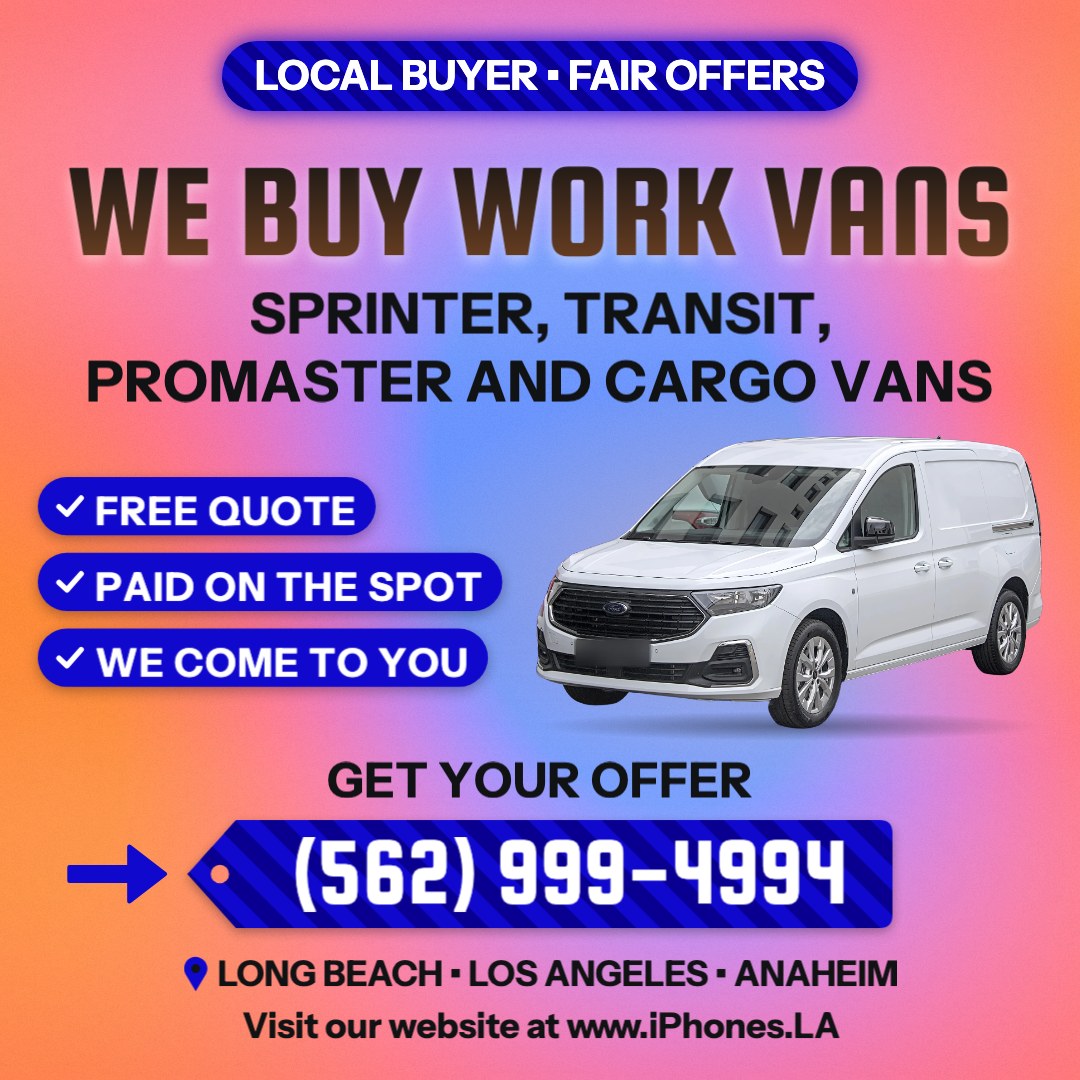 LOCAL BUYER ▪ FAIR OFFERS
WE BUY WORK VANS
SPRINTER, TRANSIT,
PROMASTER AND CARGO VANS
FREE QUOTE
PAID ON THE SPOT
WE COME TO YOU
Ford
GET YOUR OFFER
(562) 999-4994
LONG BEACH ▪ LOS ANGELES ▪ ANAHEIM
Visit our website at www.iPhones.LA